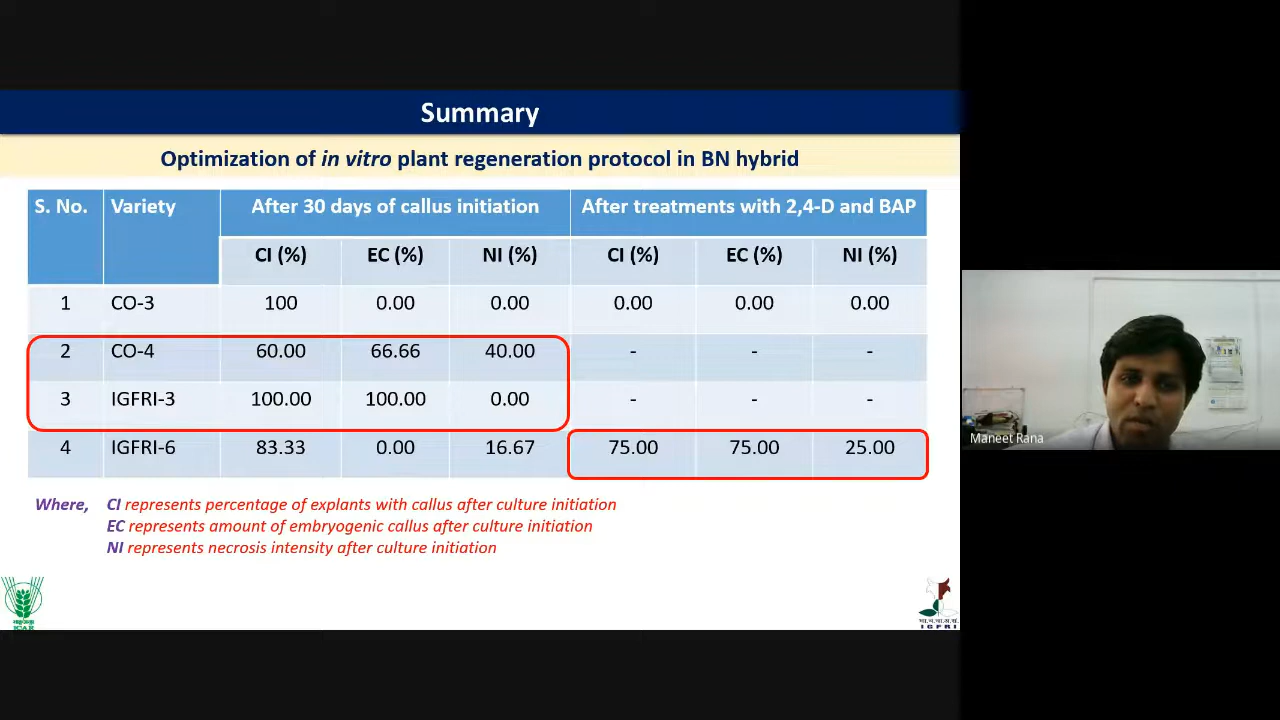 Summary
Optimization of in vitro plant regeneration protocol in BN hybrid
S. No. Variety After 30 days of callus initiation After treatments with 2,4-D and BAP
CI (%) EC (%) NI (%) CI (%) EC (%) NI (%)
1 CO-3 100 0.00 0.00 0.00 0.00 0.00
2 CO-4 60.00 66.66 40.00 - - -
3 IGFRI-3 100.00 100.00 0.00 - - -
4 IGFRI-6 83.33 0.00 16.67 75.00 75.00 25.00
Where, CI represents percentage of explants with callus after culture initiation
EC represents amount of embryogenic callus after culture initiation
NI represents necrosis intensity after culture initiation
ICAR
IGFRI
Maneet Rana